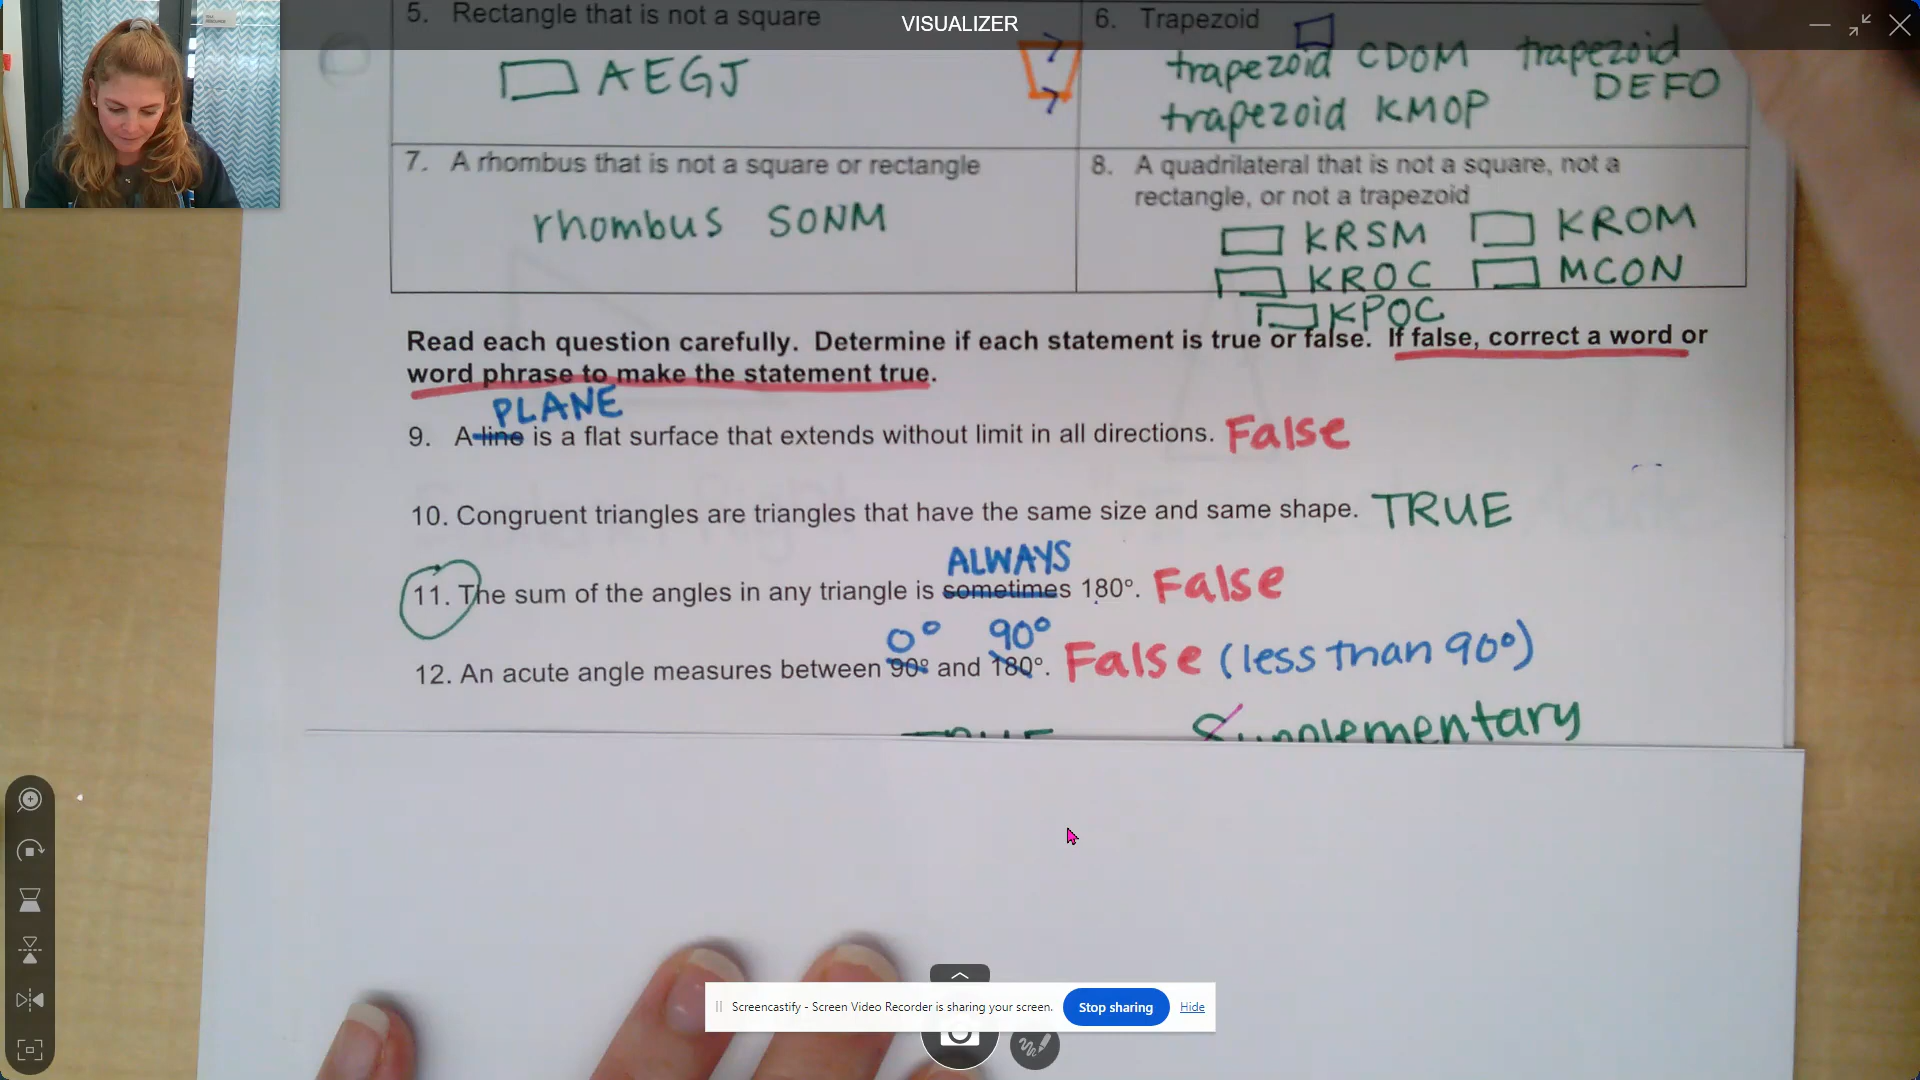 VISUALIZER
5. Rectangle that is not a square
6. Trapezoid
AEGJ
trapezoid CDOM trapezoid
DEFO
trapezoid KMOP
7. A rhombus that is not a square or rectangle
8. A quadrilateral that is not a square, not a
rectangle, or not a trapezoid
rhombus SONM
KRSM KROM
KROC MCON
KPOC
Read each question carefully. Determine if each statement is true or false. If false, correct a word or
word phrase to make the statement true.
PLANE
9. A line is a flat surface that extends without limit in all directions. False
10. Congruent triangles are triangles that have the same size and same shape. TRUE
ALWAYS
11. The sum of the angles in any triangle is sometimes 180°. False
0° 90°
12. An acute angle measures between 90° and 180°. False (less than 90°)
Supplementary
Screencastify - Screen Video Recorder is sharing your screen. Stop sharing Hide